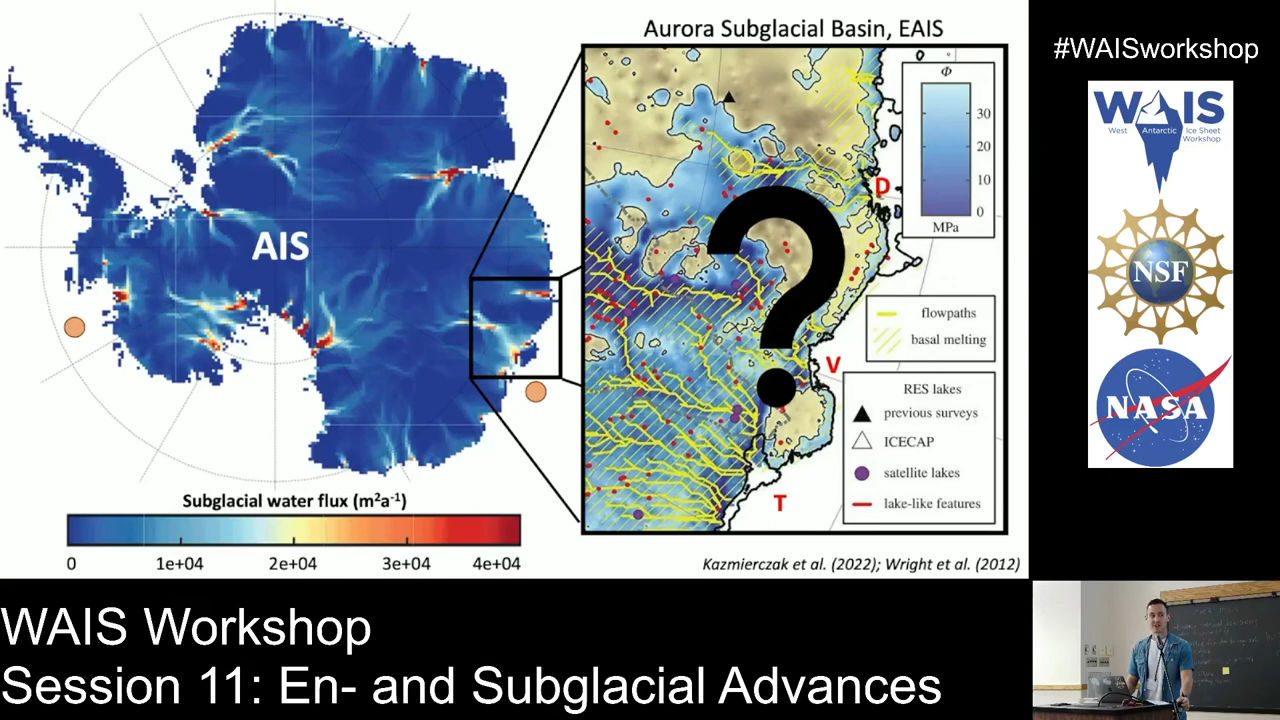 Aurora Subglacial Basin, EAIS
#WAISworkshop
AIS
Φ
30
20
10
0
MPa
D
V
T
flowpaths
basal melting
RES lakes
previous surveys
ICECAP
satellite lakes
lake-like features
Subglacial water flux (m²a⁻¹)
0 1e+04 2e+04 3e+04 4e+04
Kazmierczak et al. (2022); Wright et al. (2012)
?
WAIS
West Antarctic Ice Sheet
Workshop
NSF
NASA
WAIS Workshop
Session 11: En- and Subglacial Advances